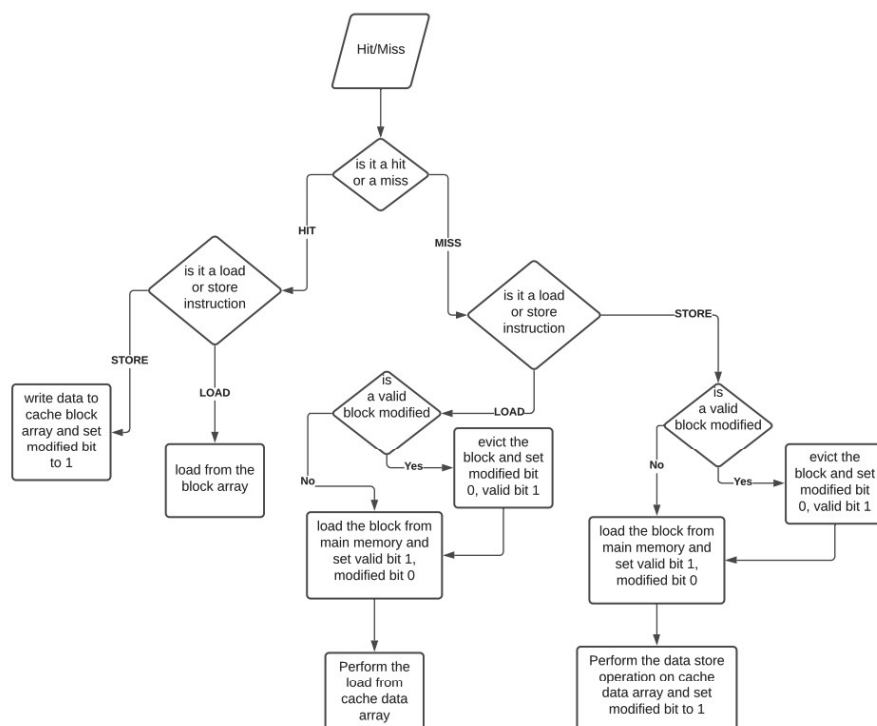 Hit/Miss
is it a hit
or a miss
HIT
MISS
is it a load
or store
instruction
is it a load
or store
instruction
STORE
STORE
LOAD
write data to
cache block
array and set
modified bit
to 1
load from the
block array
is
a valid
block modified
LOAD
is
a valid
block modified
No
Yes
evict the
block and set
modified bit
0, valid bit 1
No
Yes
evict the
block and set
modified bit
0, valid bit 1
load the block from
main memory and
set valid bit 1,
modified bit 0
load the block from
main memory and
set valid bit 1,
modified bit 0
Perform the
load from
cache data
array
Perform the data store
operation on cache
data array and set
modified bit to 1